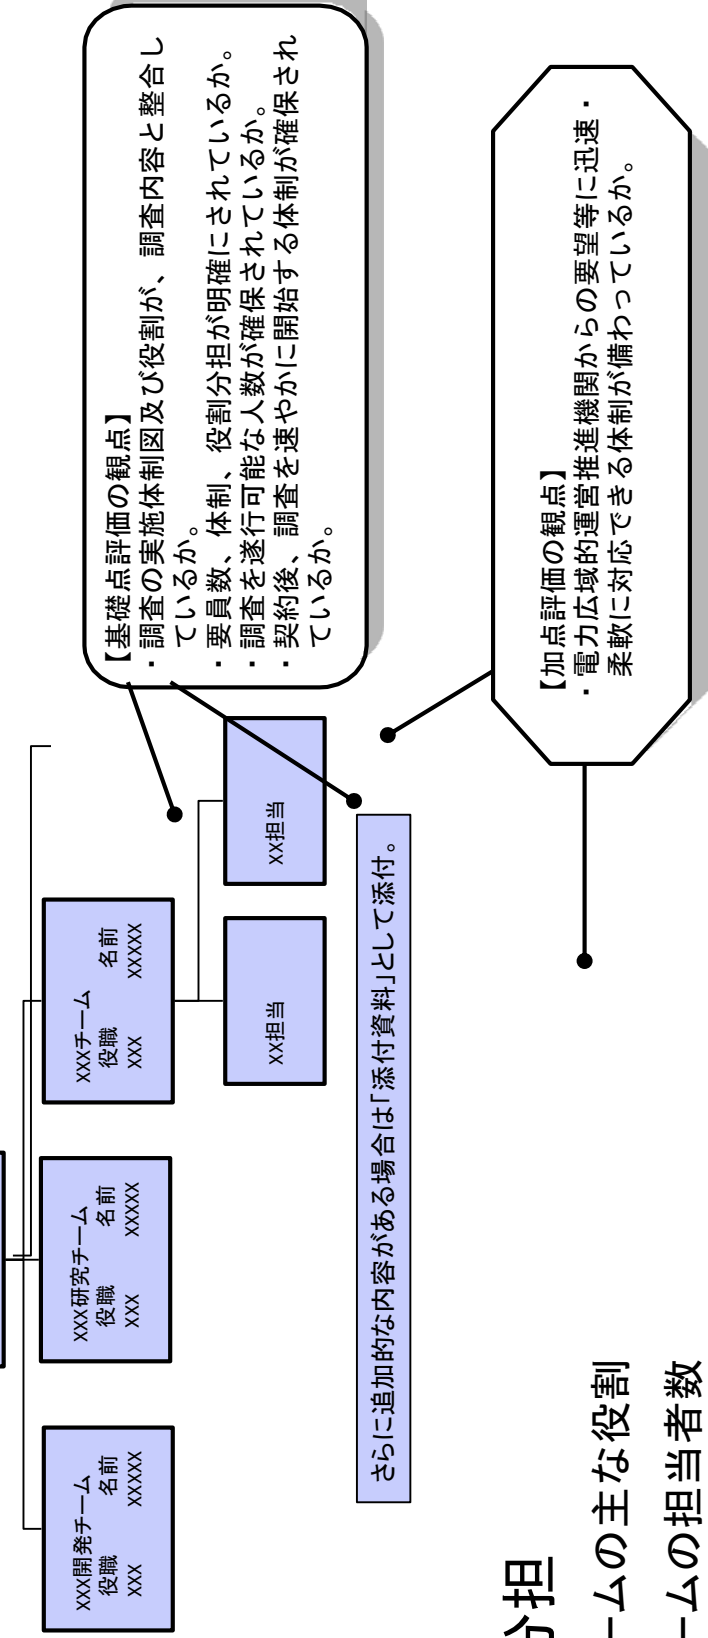 XXX開発チーム
役職 名前
XXX XXXXX
XXX研究チーム
役職 名前
XXX XXXXX
XXXチーム
役職 名前
XXX XXXXX
XX担当
XX担当
さらに追加的な内容がある場合は「添付資料」として添付。
【基礎点評価の観点】
・調査の実施体制図及び役割が、調査内容と整合し
ているか。
・要員数、体制、役割分担が明確にされているか。
・調査を遂行可能な人数が確保されているか。
・契約後、調査を速やかに開始する体制が確保され
ているか。
【加点評価の観点】
・電力広域的運営推進機関からの要望等に迅速・
柔軟に対応できる体制が備わっているか。
分担
ームの主な役割
ームの担当者数